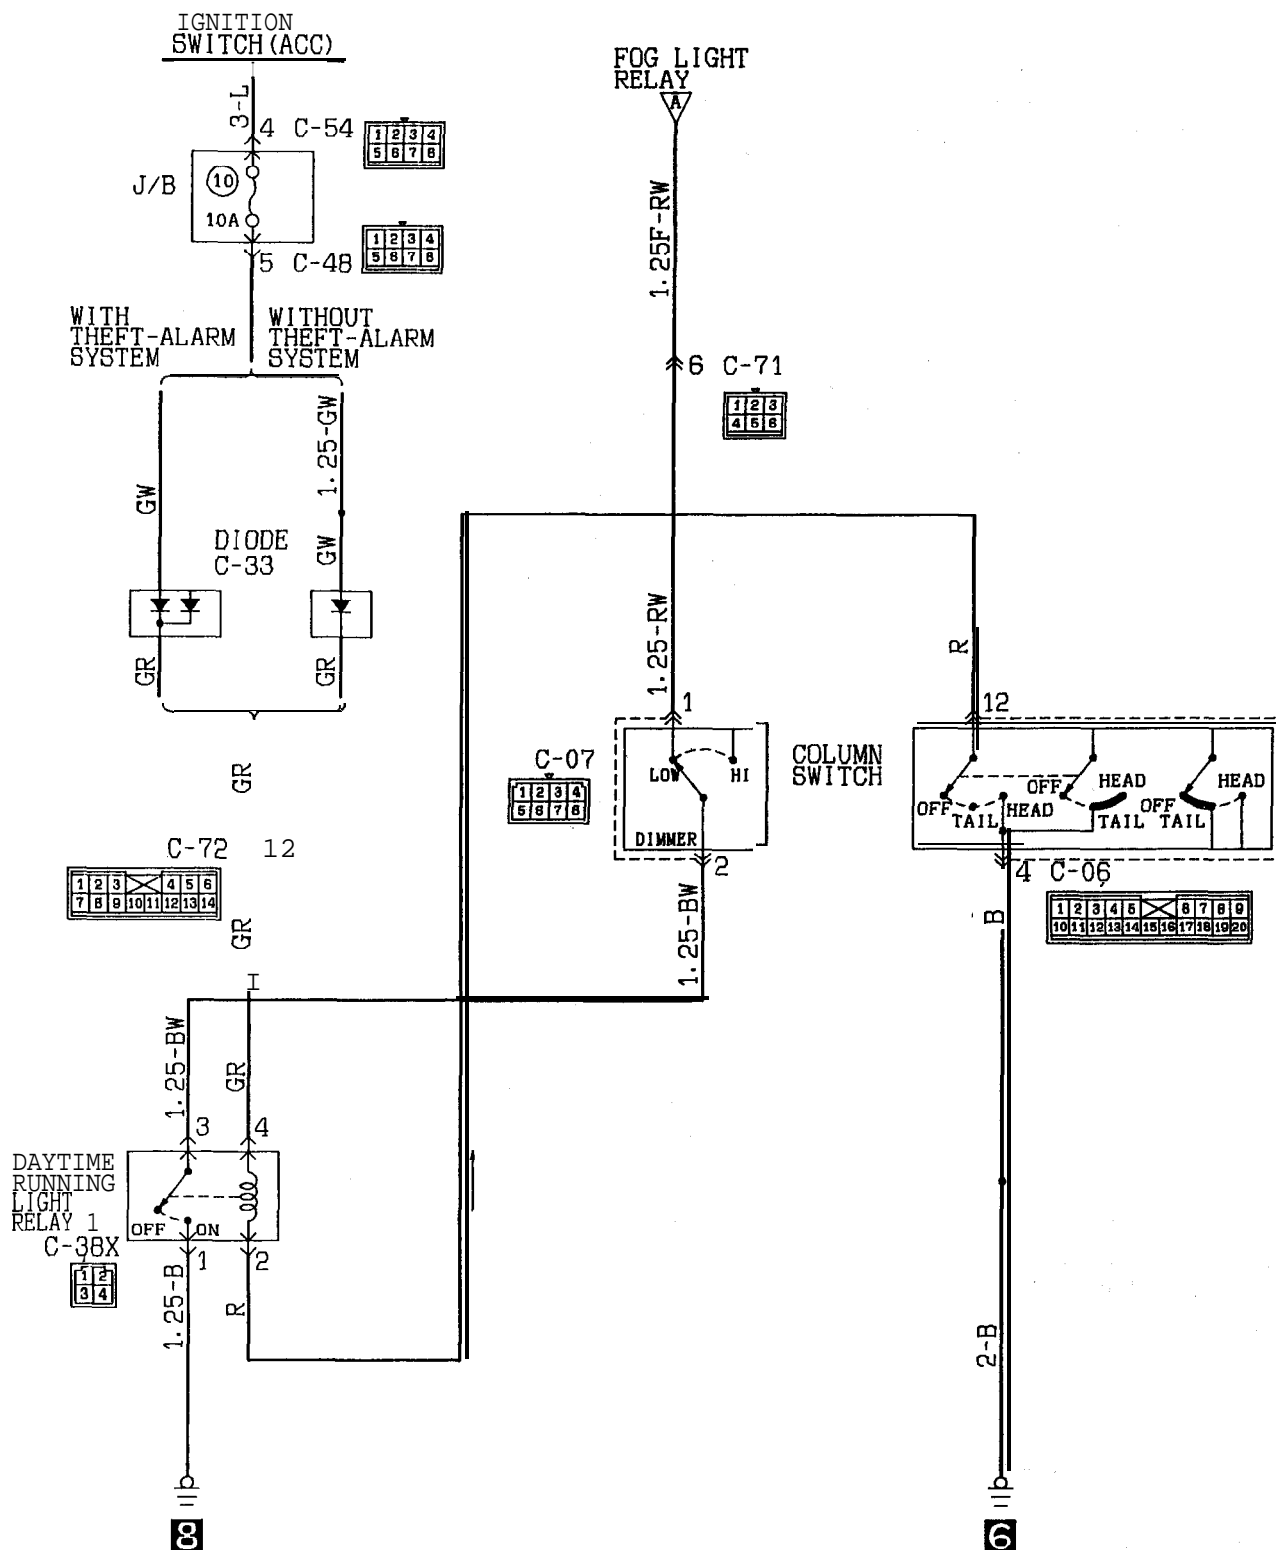 IGNITION
SWITCH(ACC)
FOG LIGHT
RELAY
A
3-L
4 C-54
1 2 3 4
5 6 7 8
J/B
10
10A
5 C-48
1 2 3 4
5 6 7 8
1.25F-RW
WITH
THEFT-ALARM
SYSTEM
WITHOUT
THEFT-ALARM
SYSTEM
6 C-71
1 2 3
4 5 6
GW
1.25-GW
DIODE
C-33
GW
GR
GR
1.25-RW
R
1
12
C-07
1 2 3 4
5 6 7 8
LOW
HI
DIMMER
2
COLUMN
SWITCH
OFF
TAIL
HEAD
OFF
HEAD
TAIL
OFF
TAIL
HEAD
4 C-06
1 2 3 4 5 6 7 8 9
10 11 12 13 14 15 16 17 18 19 20
GR
C-72 12
1 2 3 4 5 6
7 8 9 10 11 12 13 14
GR
1.25-BW
B
I
1.25-BW
GR
3
4
DAYTIME
RUNNING
LIGHT
RELAY 1
C-38X
1 2
3 4
OFF
ON
1
2
1.25-B
R
2-B
8
6